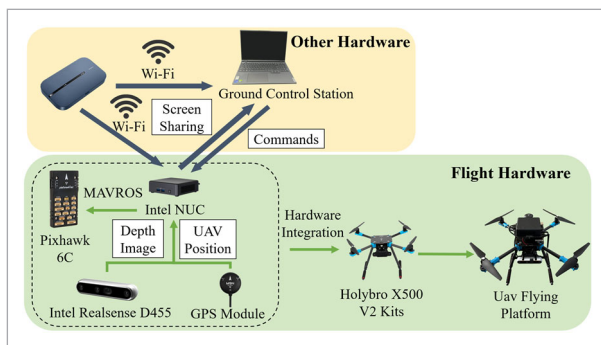 Other Hardware
Wi-Fi
Ground Control Station
Wi-Fi
Screen
Sharing
Commands
Flight Hardware
MAVROS
Intel NUC
Pixhawk
6C
Depth
Image
UAV
Position
Hardware
Integration
Intel Realsense D455
GPS Module
Holybro X500
V2 Kits
Uav Flying
Platform